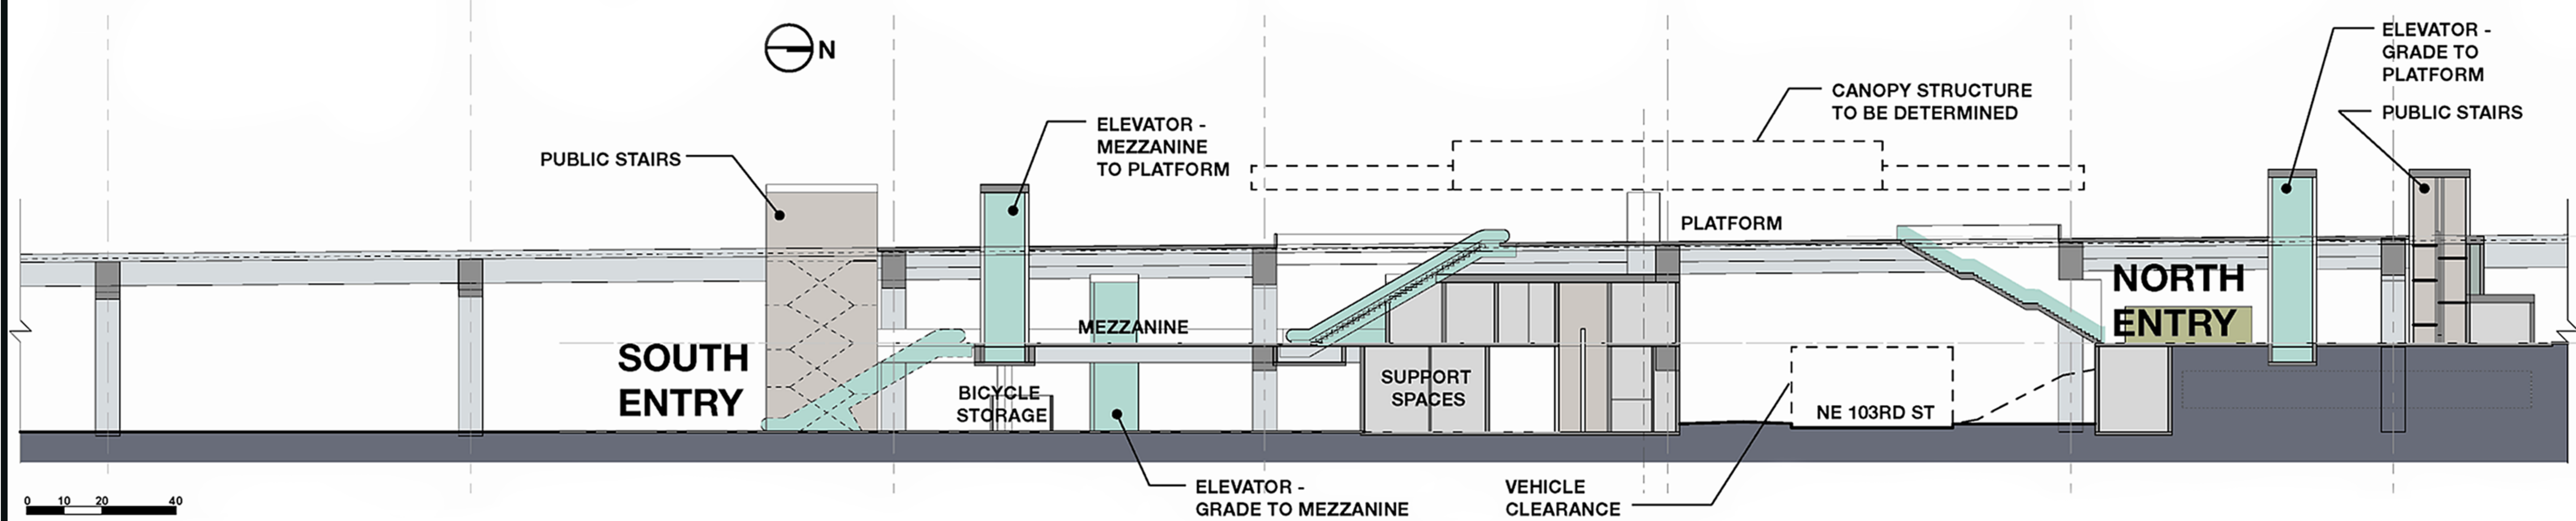 N
ELEVATOR -
GRADE TO
PLATFORM
CANOPY STRUCTURE
TO BE DETERMINED
PUBLIC STAIRS
ELEVATOR -
MEZZANINE
TO PLATFORM
PUBLIC STAIRS
PLATFORM
NORTH
ENTRY
MEZZANINE
SOUTH
ENTRY
BICYCLE
STORAGE
SUPPORT
SPACES
NE 103RD ST
ELEVATOR -
GRADE TO MEZZANINE
VEHICLE
CLEARANCE
0 10 20 40